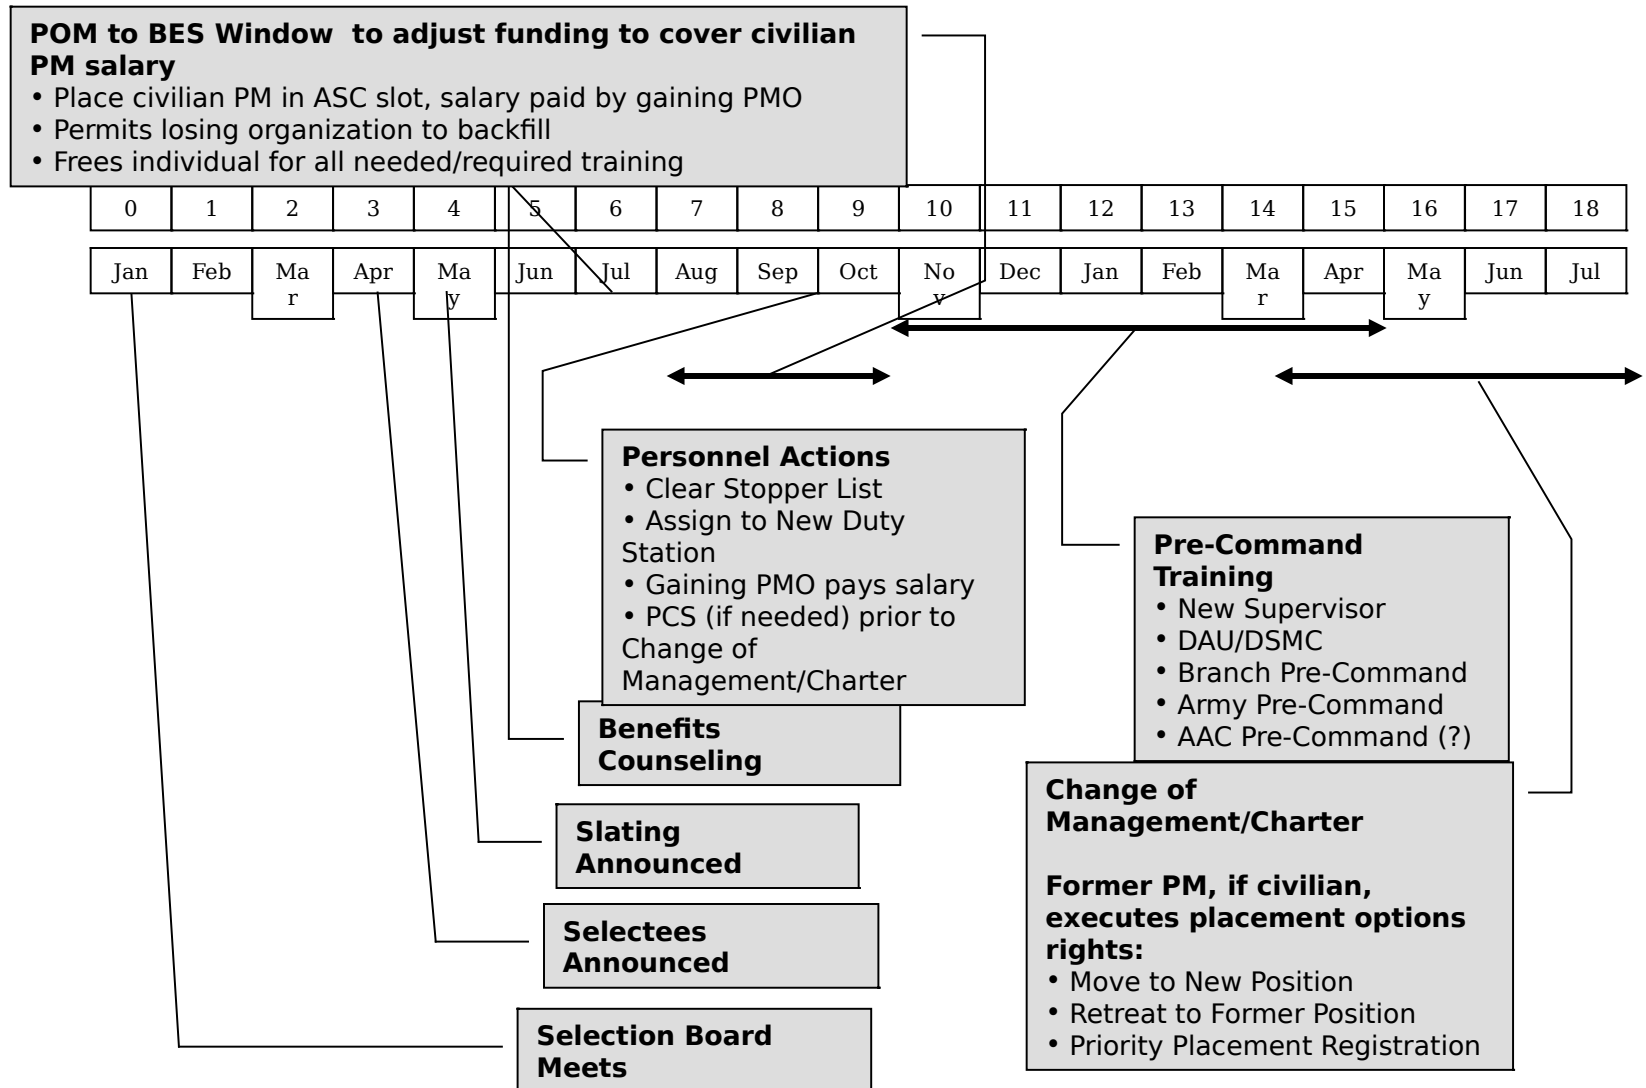 POM to BES Window  to adjust funding to cover civilian
PM salary
• Place civilian PM in ASC slot, salary paid by gaining PMO
• Permits losing organization to backfill
• Frees individual for all needed/required training
0 1 2 3 4 5 6 7 8 9 10 11 12 13 14 15 16 17 18
Jan Feb Ma Apr Ma Jun Jul Aug Sep Oct No Dec Jan Feb Ma Apr Ma Jun Jul
r y v r y
Personnel Actions
• Clear Stopper List
• Assign to New Duty
Station
• Gaining PMO pays salary
• PCS (if needed) prior to
Change of
Management/Charter
Pre-Command
Training
• New Supervisor
• DAU/DSMC
• Branch Pre-Command
• Army Pre-Command
• AAC Pre-Command (?)
Benefits
Counseling
Change of
Management/Charter
Former PM, if civilian,
executes placement options
rights:
• Move to New Position
• Retreat to Former Position
• Priority Placement Registration
Slating
Announced
Selectees
Announced
Selection Board
Meets